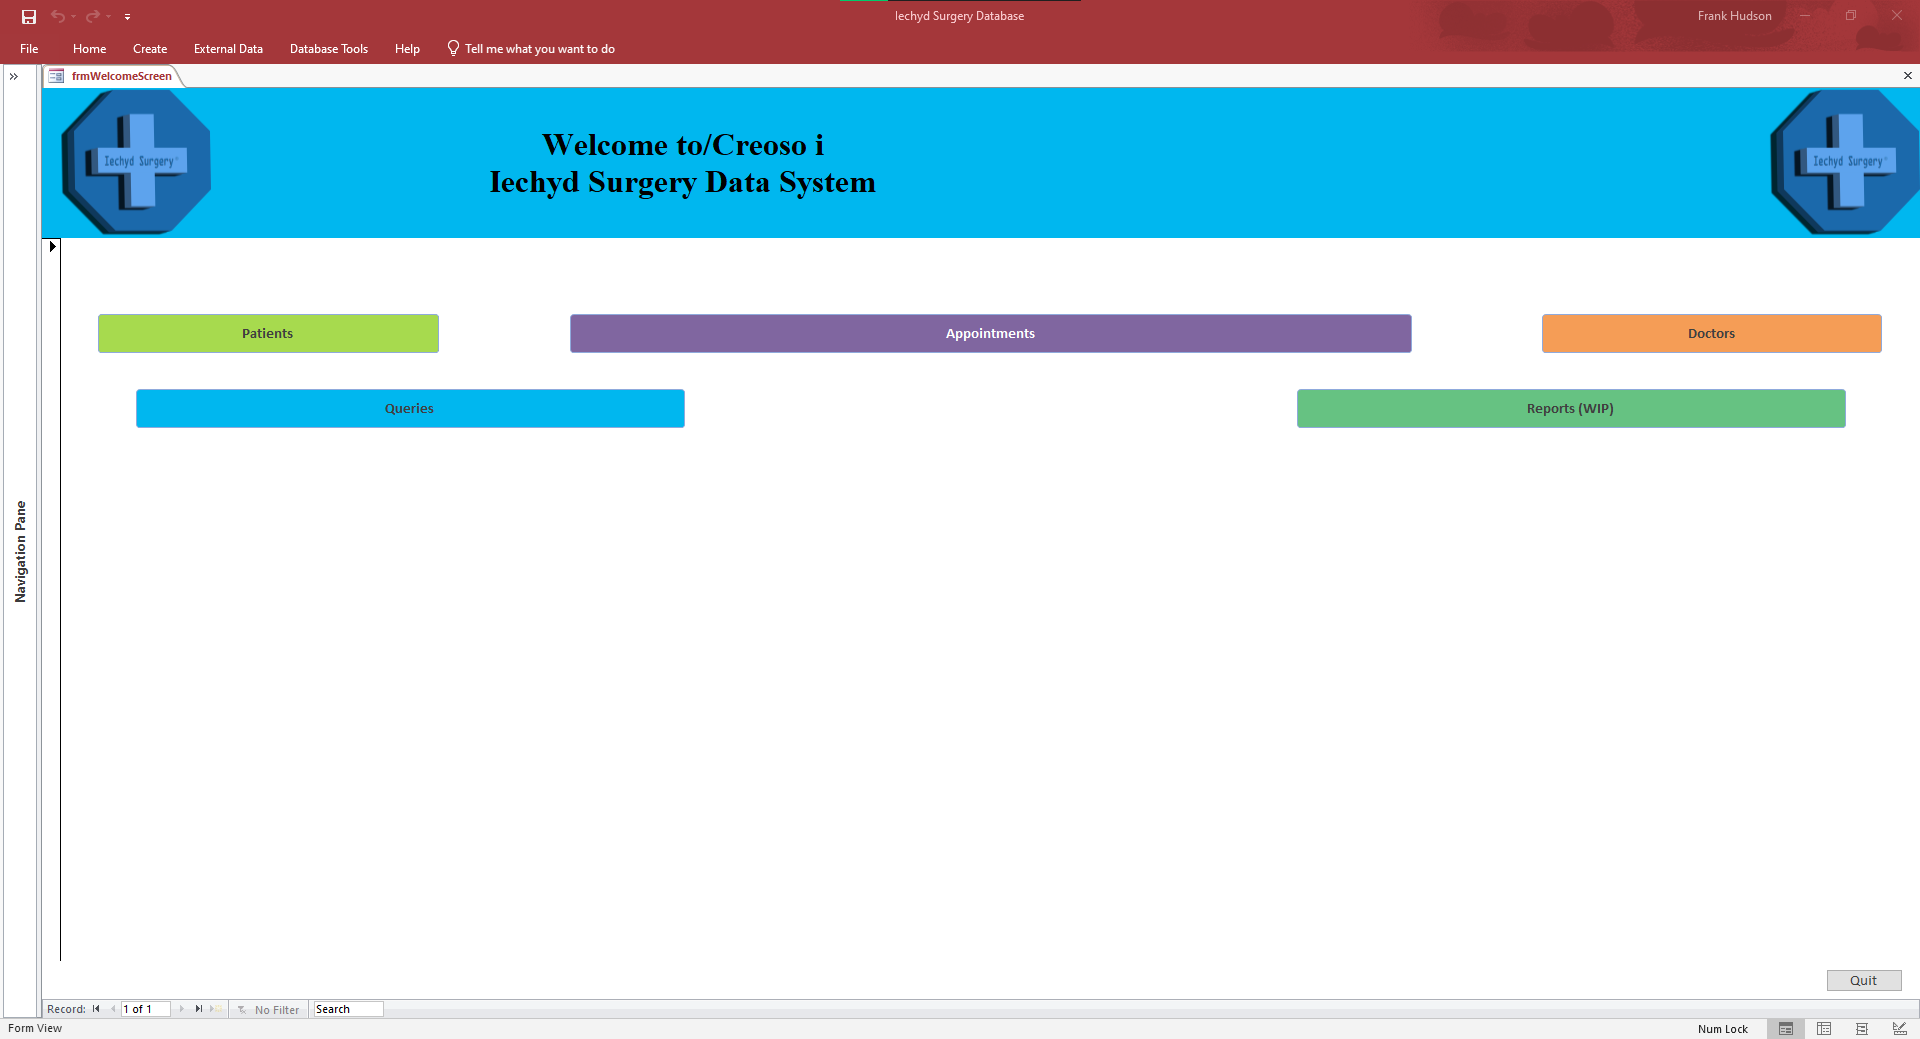 Iechyd Surgery Database
Frank Hudson
File Home Create External Data Database Tools Help Tell me what you want to do
frmWelcomeScreen
Iechyd Surgery
Welcome to/Creoso i
Iechyd Surgery Data System
Iechyd Surgery
Patients
Appointments
Doctors
Queries
Reports (WIP)
Navigation Pane
Quit
Record: 1 of 1 No Filter Search
Form View
Num Lock